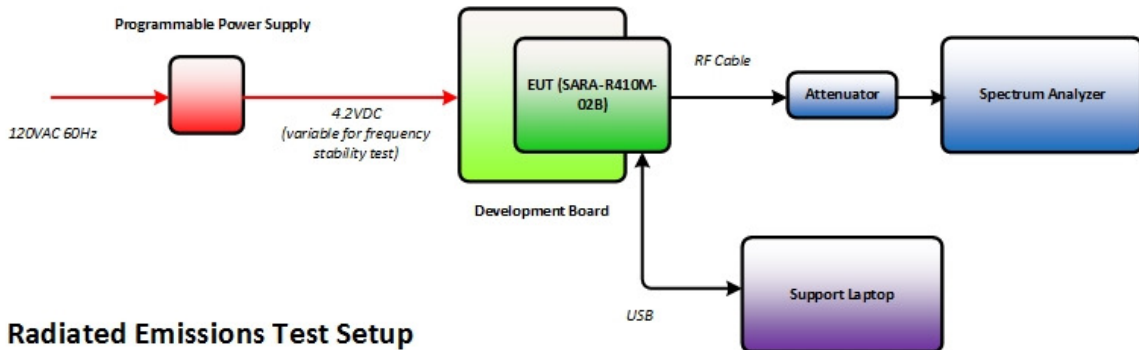 Programmable Power Supply
120VAC 60Hz
4.2VDC
(variable for frequency
stability test)
EUT (SARA-R410M-
02B)
Development Board
RF Cable
Attenuator
Spectrum Analyzer
USB
Support Laptop
Radiated Emissions Test Setup